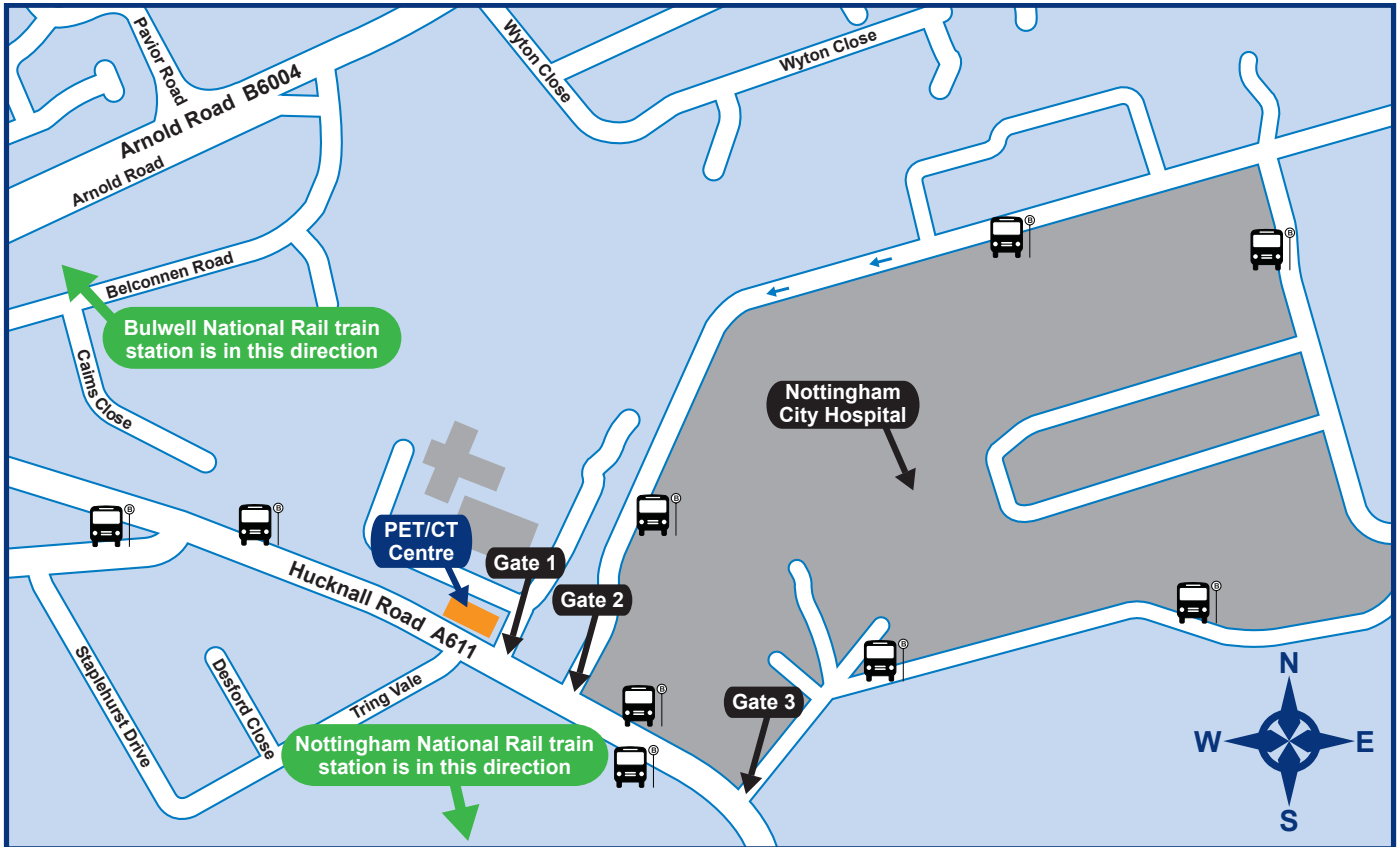 Pavior Road
Wyton Close
Wyton Close
Arnold Road B6004
Arnold Road
Belconnen Road
Bulwell National Rail train
station is in this direction
Caims Close
Nottingham
City Hospital
PET/CT
Centre
Gate 1
Gate 2
Gate 3
Hucknall Road A611
Staplehurst Drive
Desford Close
Tring Vale
Nottingham National Rail train
station is in this direction
N
W
E
S
B
B
B
B
B
B
B
B
B